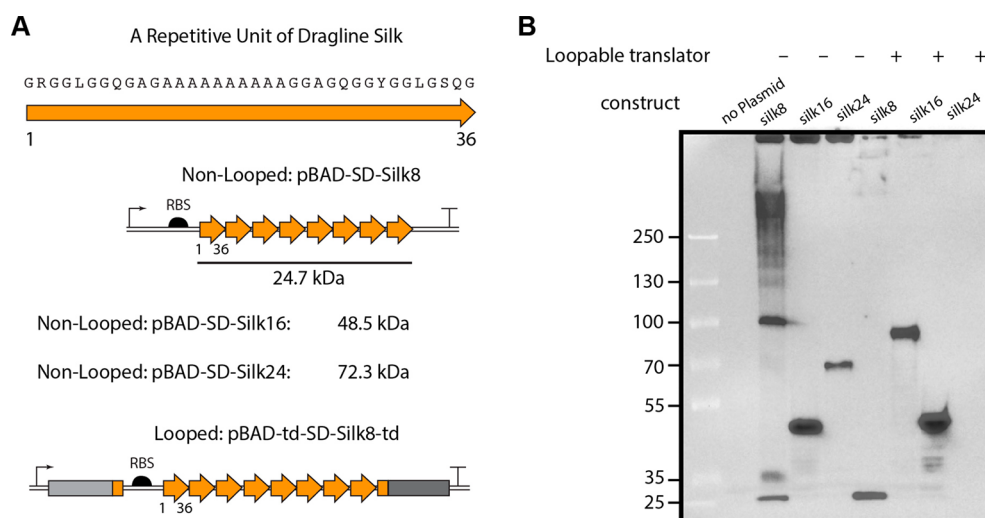 A
A Repetitive Unit of Dragline Silk
GRGGLGGQGAGAAAAAAAAAAGGAGQGGYGGLGSQG
1 36
Non-Looped: pBAD-SD-Silk8
RBS
1 36
24.7 kDa
Non-Looped: pBAD-SD-Silk16: 48.5 kDa
Non-Looped: pBAD-SD-Silk24: 72.3 kDa
Looped: pBAD-td-SD-Silk8-td
RBS
1 36
B
Loopable translator - - - + + +
construct no Plasmid silk8 silk16 silk24 silk8 silk16 silk24
250
130
100
70
55
35
25